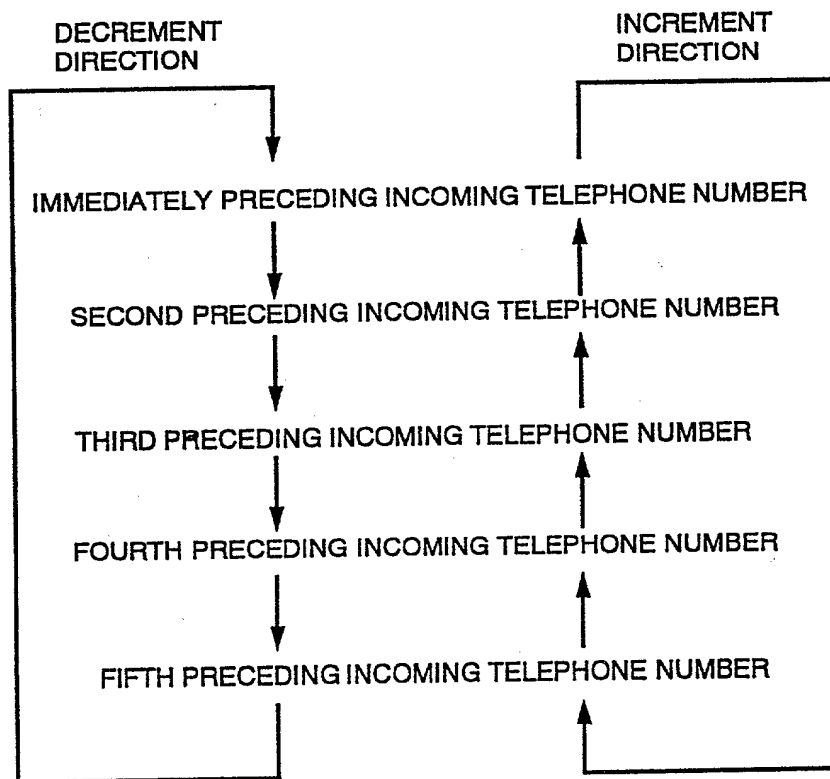 DECREMENT
DIRECTION
INCREMENT
DIRECTION
IMMEDIATELY PRECEDING INCOMING TELEPHONE NUMBER
SECOND PRECEDING INCOMING TELEPHONE NUMBER
THIRD PRECEDING INCOMING TELEPHONE NUMBER
FOURTH PRECEDING INCOMING TELEPHONE NUMBER
FIFTH PRECEDING INCOMING TELEPHONE NUMBER